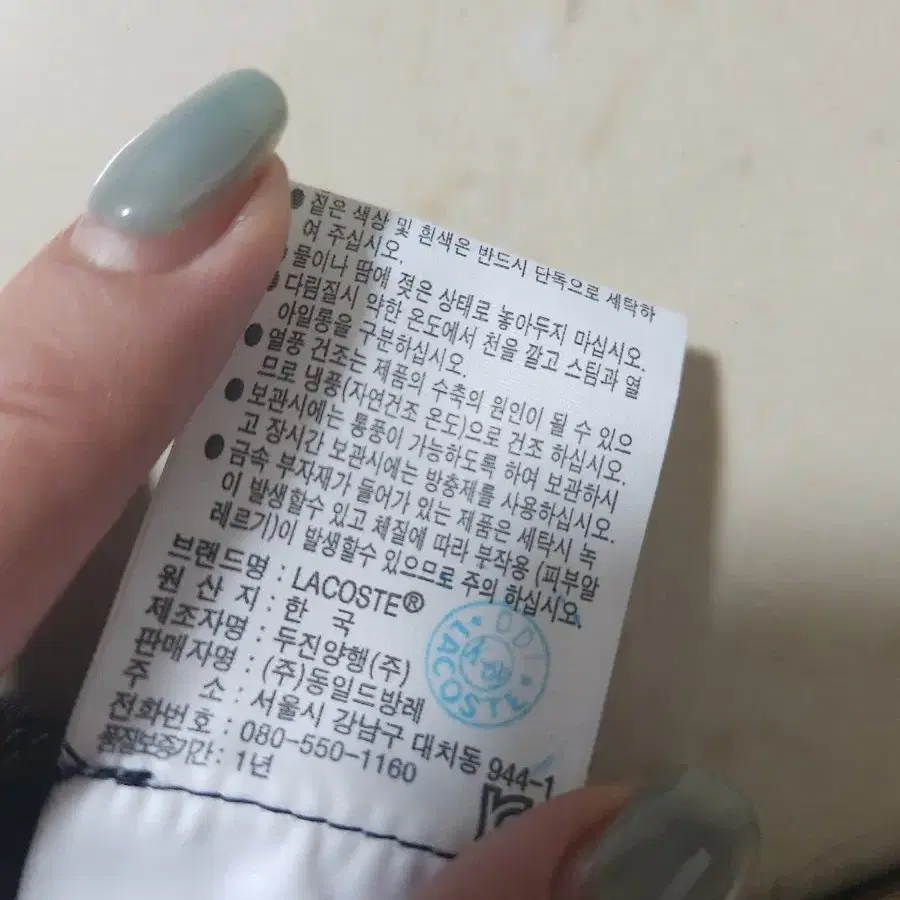 ● 짙은 색상 및 흰색은 반드시 단독으로 세탁하
여 주십시오.
● 물이나 땀에 젖은 상태로 놓아두지 마십시오.
● 다림질시 약한 온도에서 천을 깔고 스팀과 열
아일롱을 구분하십시오.
● 열풍 건조는 제품의 수축의 원인이 될 수 있으
므로 냉풍(자연건조 온도)으로 건조 하십시오.
● 보관시에는 통풍이 가능하도록 하여 보관하시
고 장시간 보관시에는 방충제를 사용하십시오.
● 금속 부자재가 들어가 있는 제품은 세탁시 녹
이 발생할수 있고 체질에 따라 부작용 (피부알
레르기)이 발생할수 있으므로 주의 하십시오.
브랜드명 : LACOSTE®
원 산 지 : 한 국
제조자명 : 두진양행(주)
판매자명 : (주)동일드방레
주 소 : 서울시 강남구 대치동 944-1
전화번호 : 080-550-1160
품질보증기간 : 1년
DDI
LACOSTE